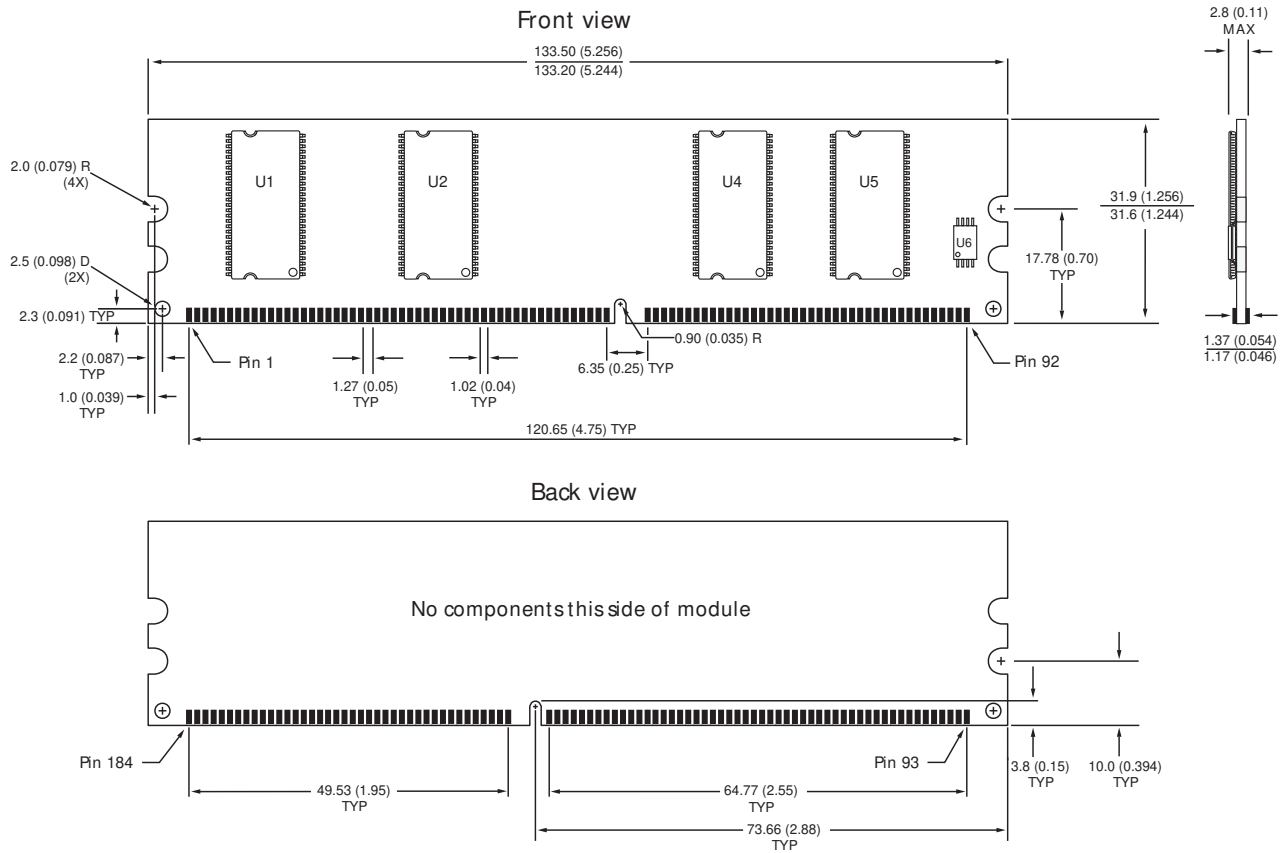 Front view
133.50 (5.256)
133.20 (5.244)
2.8 (0.11)
MAX
2.0 (0.079) R
(4X)
U1
U2
U4
U5
U6
31.9 (1.256)
31.6 (1.244)
17.78 (0.70)
TYP
2.5 (0.098) D
(2X)
2.3 (0.091) TYP
2.2 (0.087)
TYP
1.0 (0.039)
TYP
Pin 1
1.27 (0.05)
TYP
1.02 (0.04)
TYP
6.35 (0.25) TYP
0.90 (0.035) R
Pin 92
1.37 (0.054)
1.17 (0.046)
120.65 (4.75) TYP
Back view
No components this side of module
Pin 184
Pin 93
49.53 (1.95)
TYP
64.77 (2.55)
TYP
73.66 (2.88)
TYP
3.8 (0.15)
TYP
10.0 (0.394)
TYP